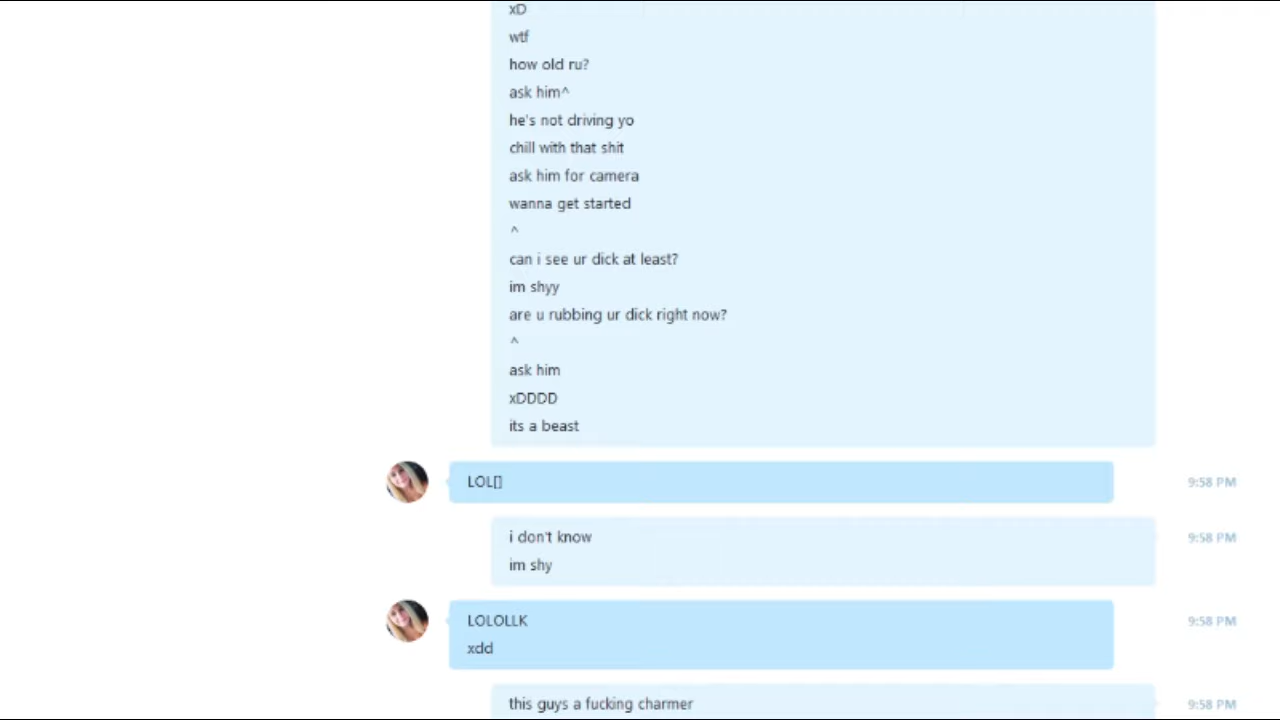 xD
wtf
how old ru?
ask him^
he's not driving yo
chill with that shit
ask him for camera
wanna get started
^
can i see ur dick at least?
im shyy
are u rubbing ur dick right now?
^
ask him
xDDDD
its a beast
LOL[]
9:58 PM
i don't know
9:58 PM
im shy
LOLOLLK
9:58 PM
xdd
this guys a fucking charmer
9:58 PM